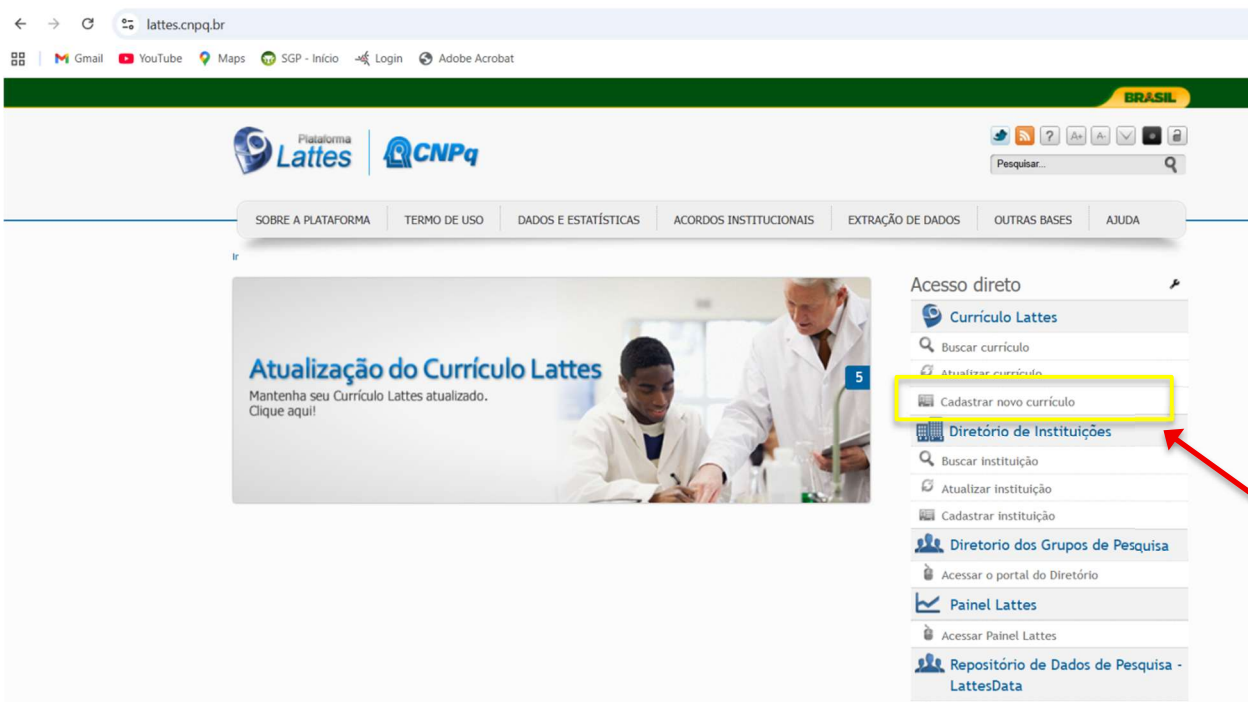 lattes.cnpq.br
Gmail YouTube Maps SGP - Início Login Adobe Acrobat
BRASIL
Plataforma
Lattes
CNPq
A+ A-
Pesquisar...
SOBRE A PLATAFORMA TERMO DE USO DADOS E ESTATÍSTICAS ACORDOS INSTITUCIONAIS EXTRAÇÃO DE DADOS OUTRAS BASES AJUDA
Ir
Atualização do Currículo Lattes
Mantenha seu Currículo Lattes atualizado.
Clique aqui!
5
Acesso direto
Currículo Lattes
Buscar currículo
Atualizar currículo
Cadastrar novo currículo
Diretório de Instituições
Buscar instituição
Atualizar instituição
Cadastrar instituição
Diretorio dos Grupos de Pesquisa
Acessar o portal do Diretório
Painel Lattes
Acessar Painel Lattes
Repositório de Dados de Pesquisa -
LattesData